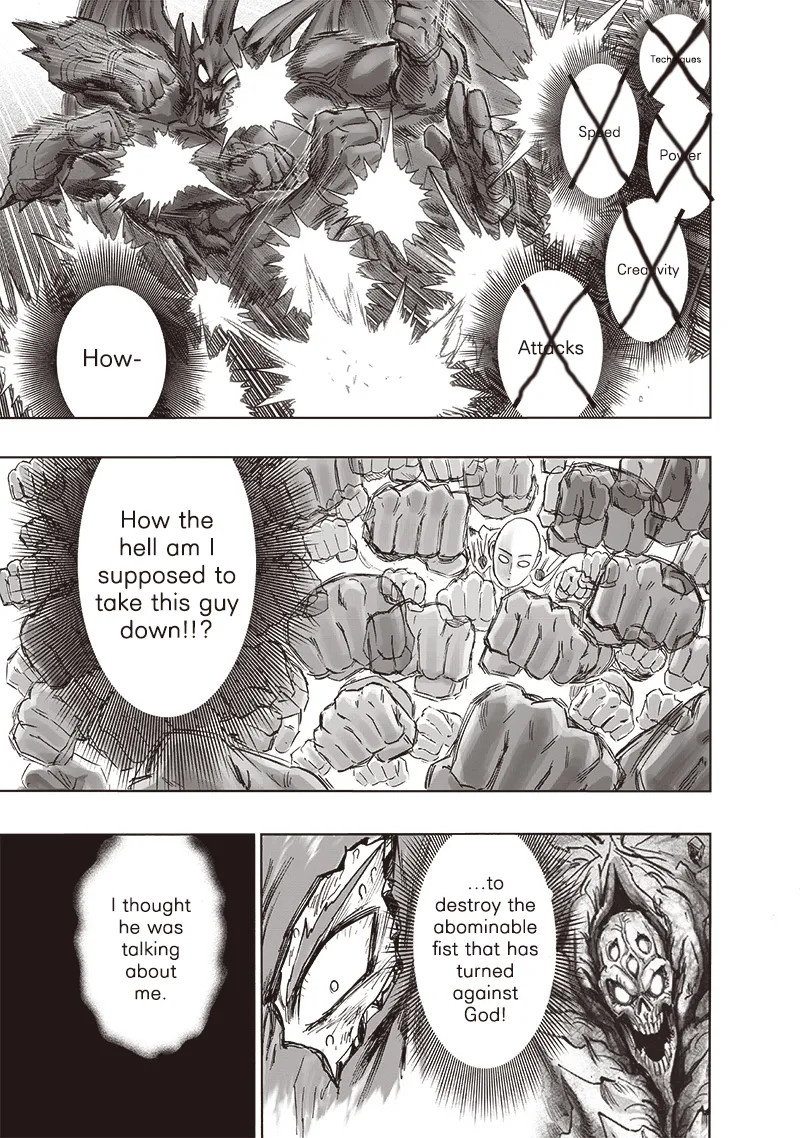 Techniques
Speed
Power
Creativity
Attacks
How-
How the
hell am I
supposed to
take this guy
down!!?
...to
destroy the
abominable
fist that has
turned
against
God!
I thought
he was
talking
about
me.